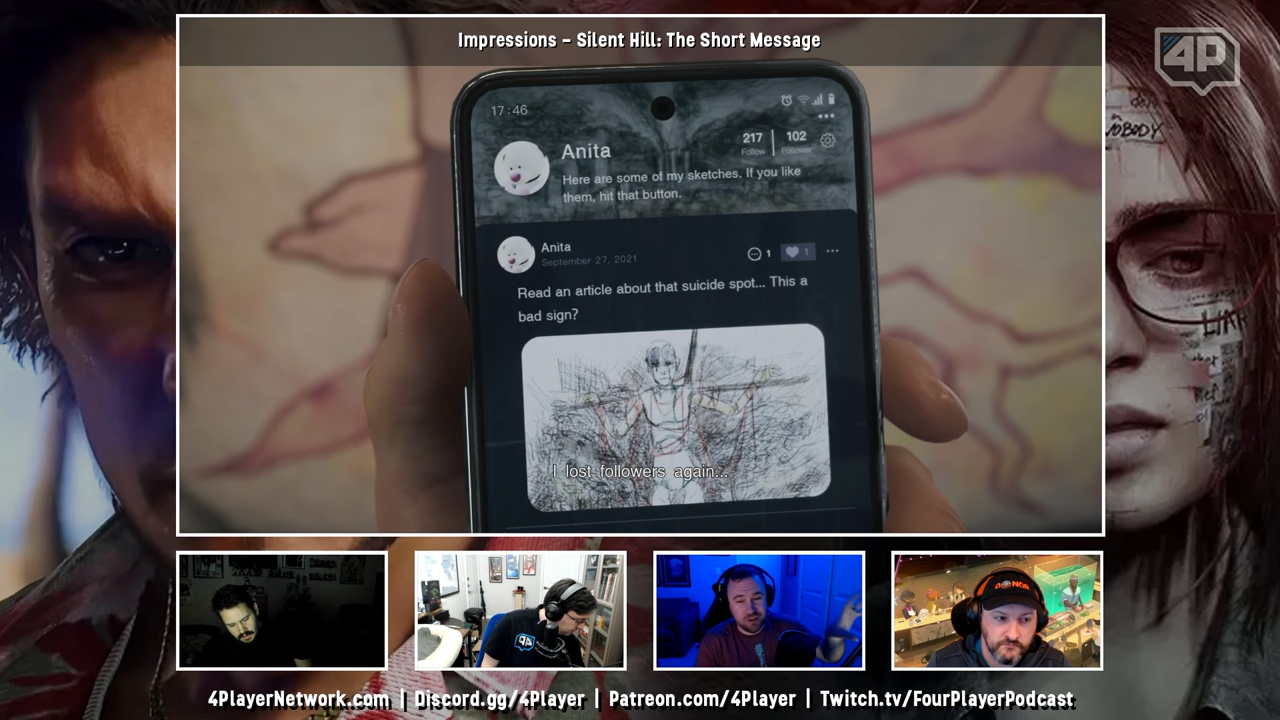 Impressions – Silent Hill: The Short Message
4P
17:46
217
102
Follow
Follower
Anita
Here are some of my sketches. If you like
them, hit that button.
Anita
September 27, 2021
1
1
Read an article about that suicide spot... This a
bad sign?
I lost followers again...
NOBODY
LIAR
4P
4PlayerNetwork.com | Discord.gg/4Player | Patreon.com/4Player | Twitch.tv/FourPlayerPodcast